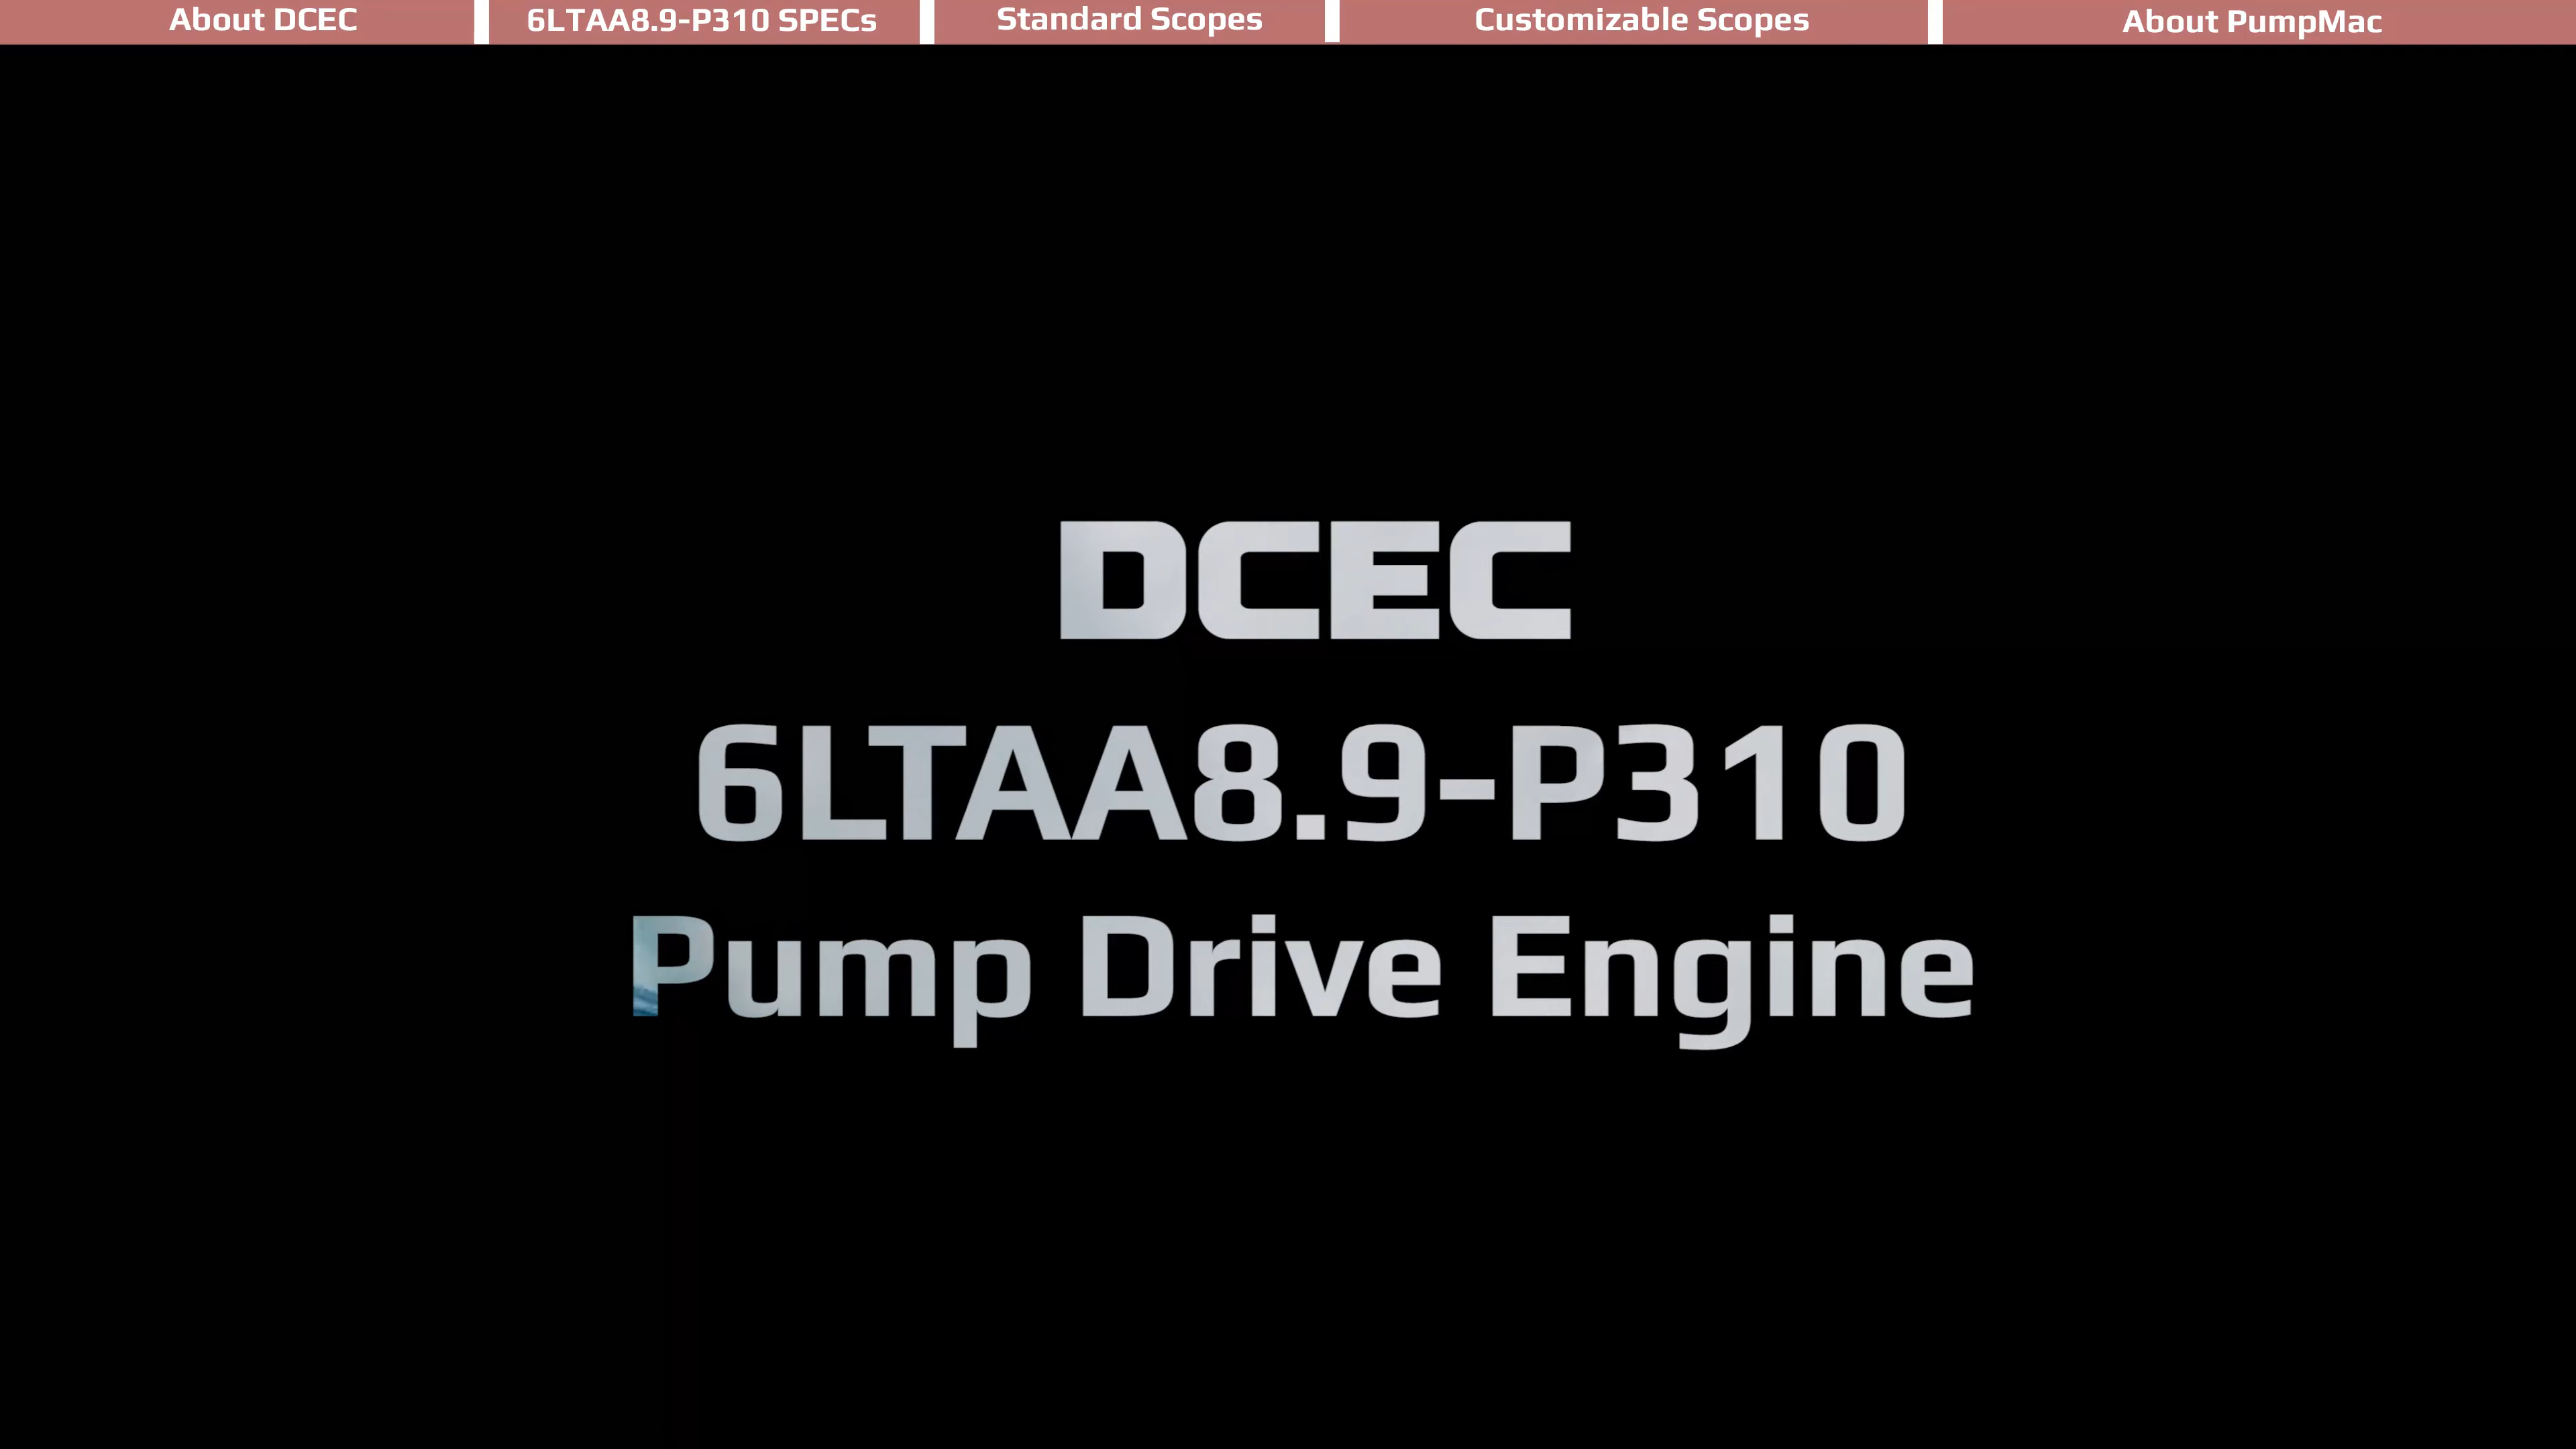 About DCEC
6LTAA8.9-P310 SPECs
Standard Scopes
Customizable Scopes
About PumpMac
DCEC
6LTAA8.9-P310
Pump Drive Engine